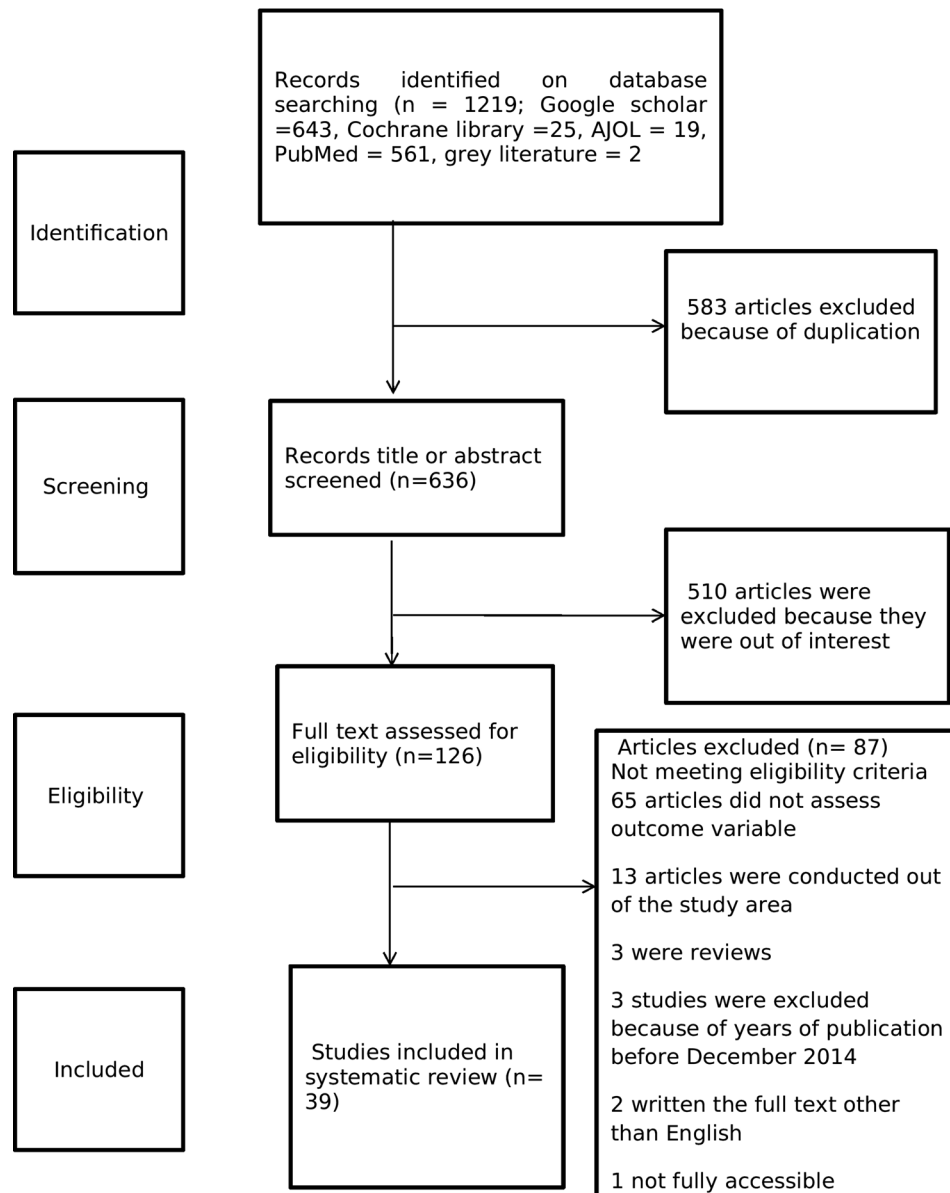 Records identified on database
searching (n = 1219; Google scholar
=643, Cochrane library =25, AJOL = 19,
PubMed = 561, grey literature = 2
Identification
583 articles excluded
because of duplication
Records title or abstract
screened (n=636)
Screening
510 articles were
excluded because they
were out of interest
Full text assessed for
eligibility (n=126)
Eligibility
Articles excluded (n= 87)
Not meeting eligibility criteria
65 articles did not assess
outcome variable
13 articles were conducted out
of the study area
3 were reviews
3 studies were excluded
because of years of publication
before December 2014
2 written the full text other
than English
1 not fully accessible
Studies included in
systematic review (n=
39)
Included